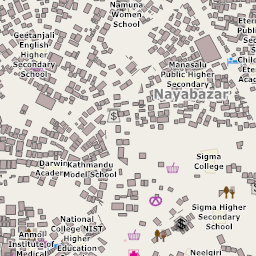 Namuna
Women
School
Geetanjali
English
Higher
Secondary
School
Manasalu
Public Higher
Secondary
Nayabazar
Darwin
Kathmandu
Model School
Sigma
College
Sigma Higher
Secondary
School
National
College NIST
Higher
Education
Institute of
Medical
Neelgiri